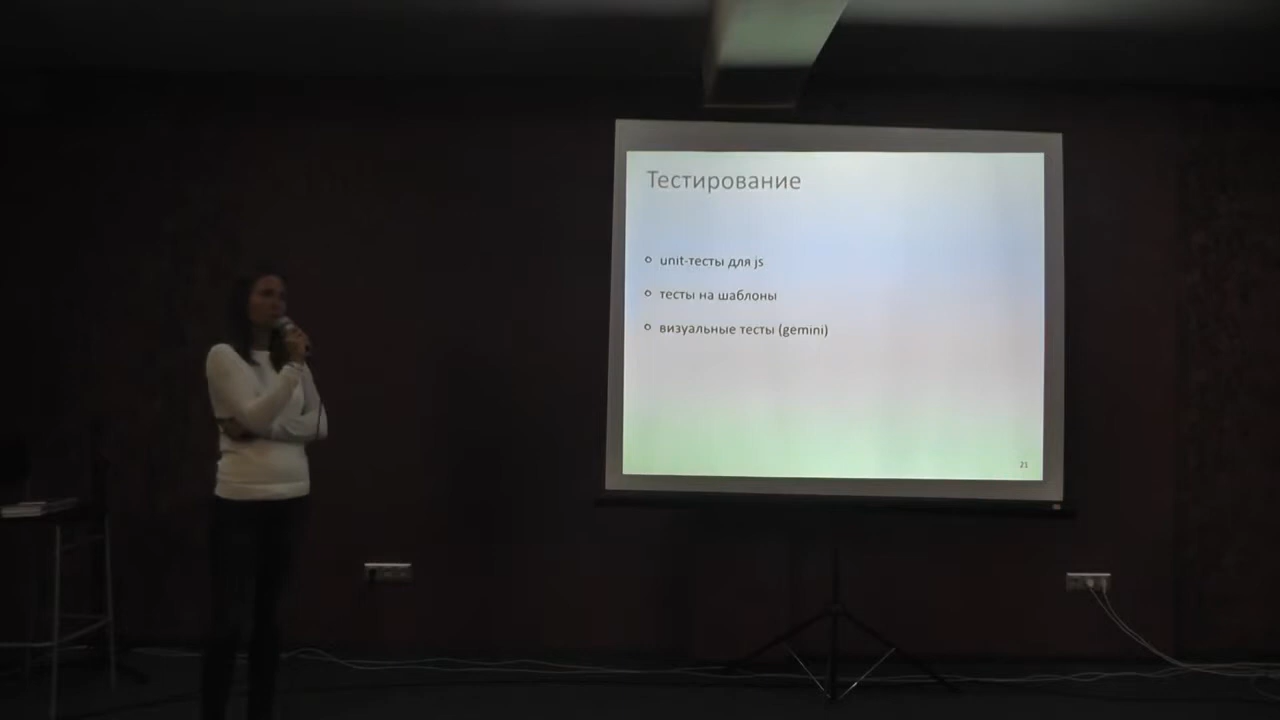 Тестирование
unit-тесты для js
тесты на шаблоны
визуальные тесты (gemini)
21